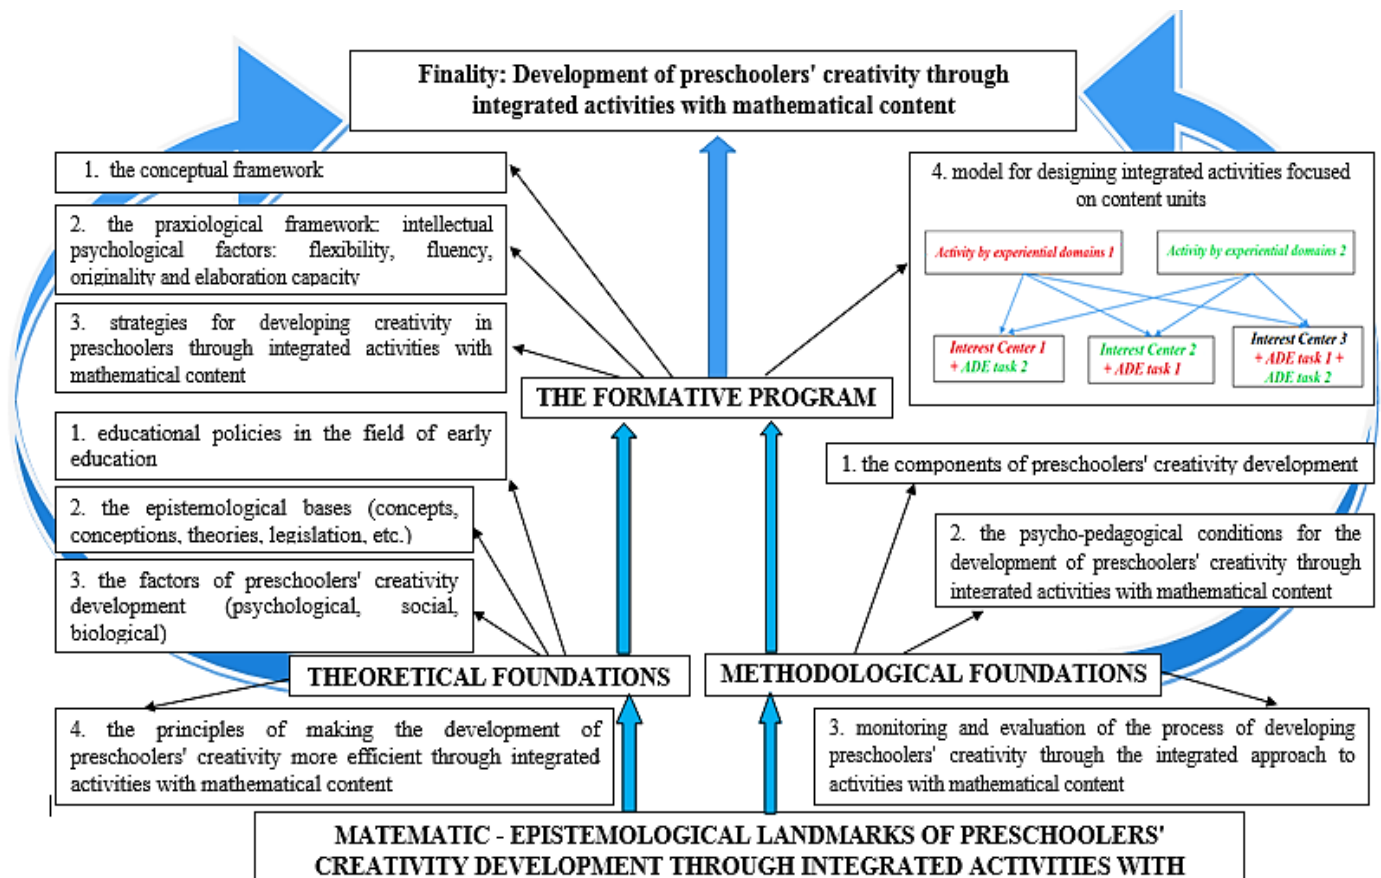 Finality: Development of preschoolers' creativity through
integrated activities with mathematical content
1. the conceptual framework
2. the praxiological framework: intellectual
psychological factors: flexibility, fluency,
originality and elaboration capacity
3. strategies for developing creativity in
preschoolers through integrated activities with
mathematical content
4. model for designing integrated activities focused
on content units
Activity by experiential domains 1
Activity by experiential domains 2
Interest Center 1
+ ADE task 2
Interest Center 2
+ ADE task 1
Interest Center 3
+ ADE task 1 +
ADE task 2
THE FORMATIVE PROGRAM
1. educational policies in the field of early
education
2. the epistemological bases (concepts,
conceptions, theories, legislation, etc.)
3. the factors of preschoolers' creativity
development (psychological, social,
biological)
1. the components of preschoolers' creativity development
2. the psycho-pedagogical conditions for the
development of preschoolers' creativity through
integrated activities with mathematical content
THEORETICAL FOUNDATIONS
METHODOLOGICAL FOUNDATIONS
4. the principles of making the development of
preschoolers' creativity more efficient through integrated
activities with mathematical content
3. monitoring and evaluation of the process of developing
preschoolers' creativity through the integrated approach to
activities with mathematical content
MATEMATIC - EPISTEMOLOGICAL LANDMARKS OF PRESCHOOLERS'
CREATIVITY DEVELOPMENT THROUGH INTEGRATED ACTIVITIES WITH